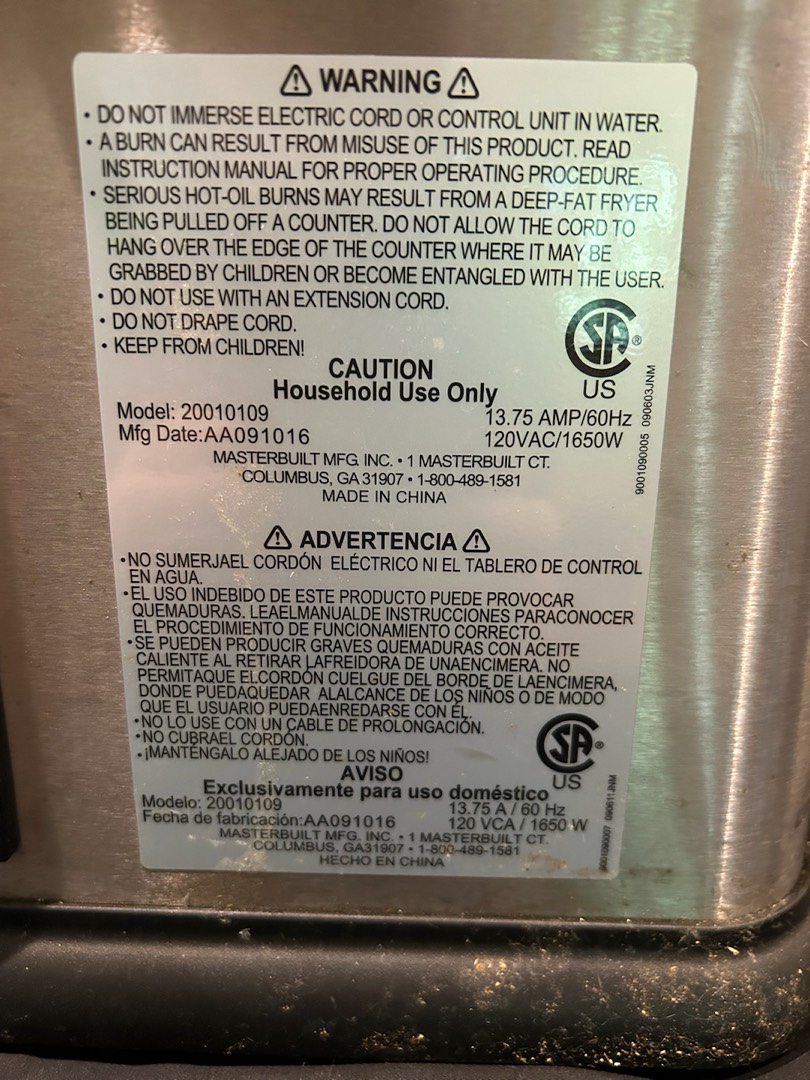 ⚠ WARNING ⚠
• DO NOT IMMERSE ELECTRIC CORD OR CONTROL UNIT IN WATER.
• A BURN CAN RESULT FROM MISUSE OF THIS PRODUCT. READ
INSTRUCTION MANUAL FOR PROPER OPERATING PROCEDURE.
• SERIOUS HOT-OIL BURNS MAY RESULT FROM A DEEP-FAT FRYER
BEING PULLED OFF A COUNTER. DO NOT ALLOW THE CORD TO
HANG OVER THE EDGE OF THE COUNTER WHERE IT MAY BE
GRABBED BY CHILDREN OR BECOME ENTANGLED WITH THE USER.
• DO NOT USE WITH AN EXTENSION CORD.
• DO NOT DRAPE CORD.
• KEEP FROM CHILDREN!
SA®
US
CAUTION
Household Use Only
Model: 20010109 13.75 AMP/60Hz
Mfg Date:AA091016 120VAC/1650W
MASTERBUILT MFG. INC. • 1 MASTERBUILT CT.
COLUMBUS, GA 31907 • 1-800-489-1581
MADE IN CHINA
9001090005 090603JNM
⚠ ADVERTENCIA ⚠
•NO SUMERJAEL CORDÓN ELÉCTRICO NI EL TABLERO DE CONTROL
EN AGUA.
•EL USO INDEBIDO DE ESTE PRODUCTO PUEDE PROVOCAR
QUEMADURAS. LEAELMANUALDE INSTRUCCIONES PARACONOCER
EL PROCEDIMIENTO DE FUNCIONAMIENTO CORRECTO.
•SE PUEDEN PRODUCIR GRAVES QUEMADURAS CON ACEITE
CALIENTE AL RETIRAR LAFREIDORA DE UNAENCIMERA. NO
PERMITAQUE ELCORDÓN CUELGUE DEL BORDE DE LAENCIMERA,
DONDE PUEDAQUEDAR ALALCANCE DE LOS NIÑOS O DE MODO
QUE EL USUARIO PUEDAENREDARSE CON ÉL.
•NO LO USE CON UN CABLE DE PROLONGACIÓN.
•NO CUBRAEL CORDÓN.
•¡MANTÉNGALO ALEJADO DE LOS NIÑOS!
SA®
US
AVISO
Exclusivamente para uso doméstico
Modelo: 20010109 13.75 A / 60 Hz
Fecha de fabricación:AA091016 120 VCA / 1650 W
MASTERBUILT MFG. INC. • 1 MASTERBUILT CT.
COLUMBUS, GA31907 • 1-800-489-1581
HECHO EN CHINA
9001090007 090611JNM